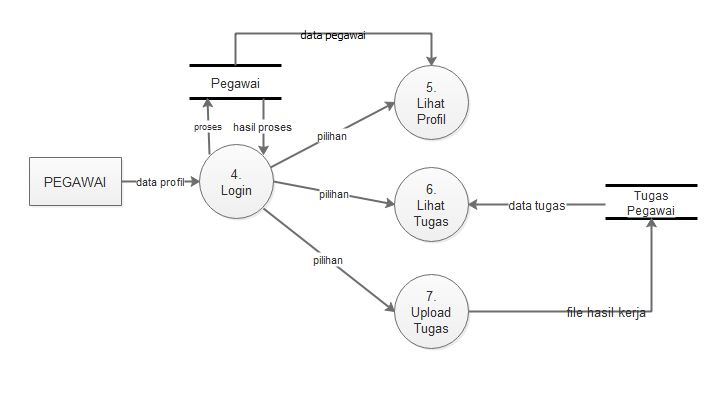 data pegawai
Pegawai
5.
Lihat
Profil
proses
hasil proses
pilihan
PEGAWAI
data profil
4.
Login
pilihan
6.
Lihat
Tugas
data tugas
Tugas
Pegawai
pilihan
7.
Upload
Tugas
file hasil kerja